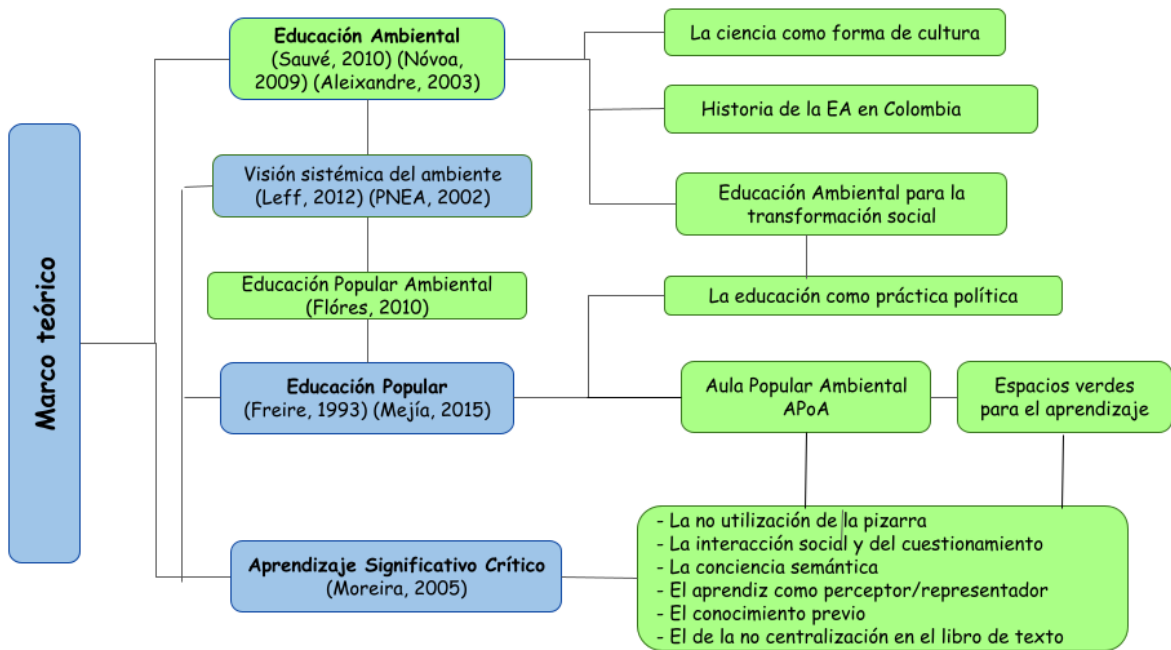 Marco teórico
Educación Ambiental
(Sauvé, 2010) (Nóvoa,
2009) (Aleixandre, 2003)
Visión sistémica del ambiente
(Leff, 2012) (PNEA, 2002)
Educación Popular Ambiental
(Flóres, 2010)
Educación Popular
(Freire, 1993) (Mejía, 2015)
Aprendizaje Significativo Crítico
(Moreira, 2005)
La ciencia como forma de cultura
Historia de la EA en Colombia
Educación Ambiental para la
transformación social
La educación como práctica política
Aula Popular Ambiental
APoA
Espacios verdes
para el aprendizaje
- La no utilización de la pizarra
- La interacción social y del cuestionamiento
- La conciencia semántica
- El aprendiz como perceptor/representador
- El conocimiento previo
- El de la no centralización en el libro de texto